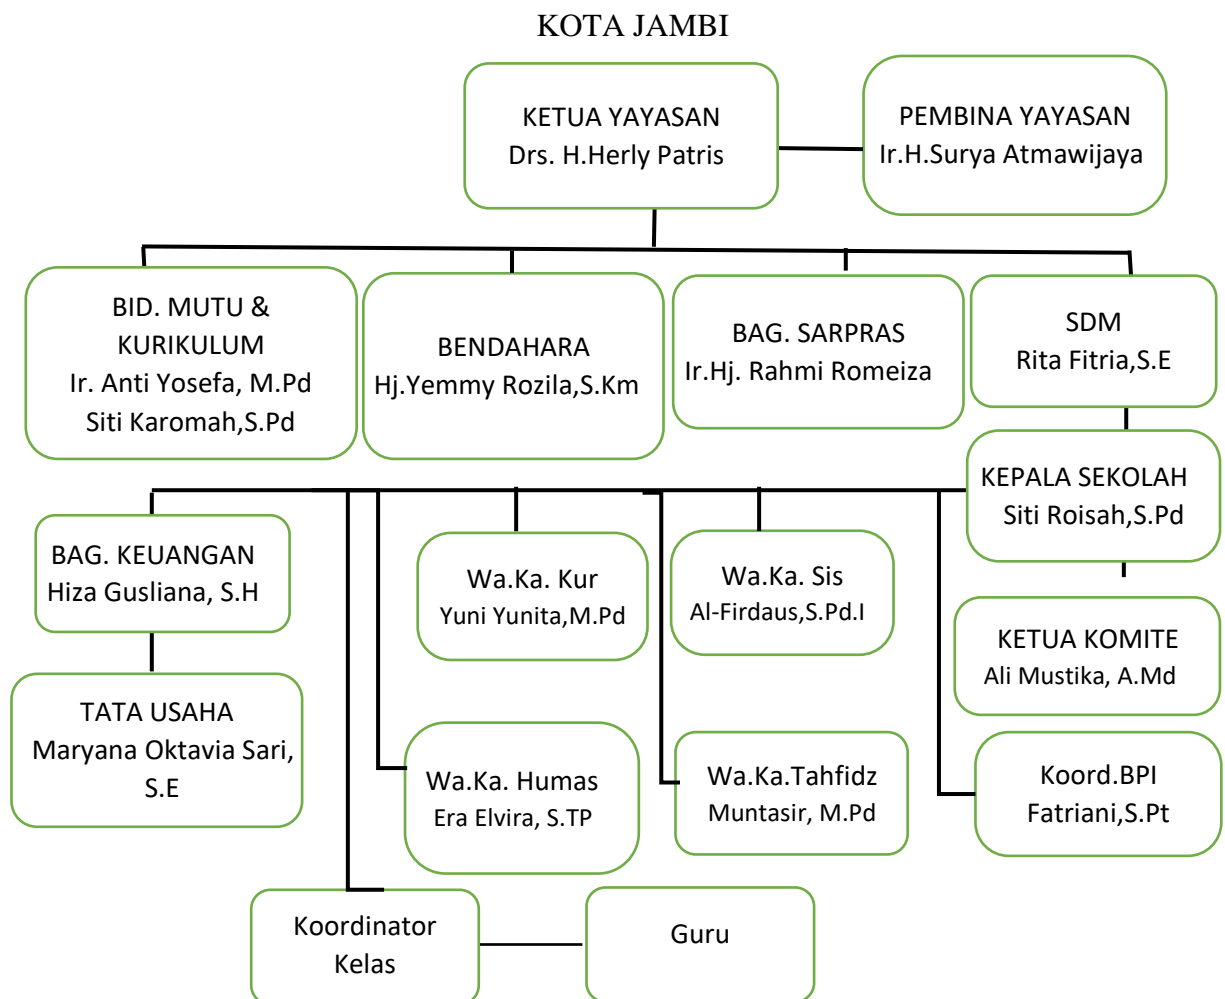 KOTA JAMBI
KETUA YAYASAN
Drs. H.Herly Patris
PEMBINA YAYASAN
Ir.H.Surya Atmawijaya
BID. MUTU &
KURIKULUM
Ir. Anti Yosefa, M.Pd
Siti Karomah,S.Pd
BENDAHARA
Hj.Yemmy Rozila,S.Km
BAG. SARPRAS
Ir.Hj. Rahmi Romeiza
SDM
Rita Fitria,S.E
KEPALA SEKOLAH
Siti Roisah,S.Pd
BAG. KEUANGAN
Hiza Gusliana, S.H
Wa.Ka. Kur
Yuni Yunita,M.Pd
Wa.Ka. Sis
Al-Firdaus,S.Pd.I
KETUA KOMITE
Ali Mustika, A.Md
TATA USAHA
Maryana Oktavia Sari,
S.E
Wa.Ka. Humas
Era Elvira, S.TP
Wa.Ka.Tahfidz
Muntasir, M.Pd
Koord.BPI
Fatriani,S.Pt
Koordinator
Kelas
Guru